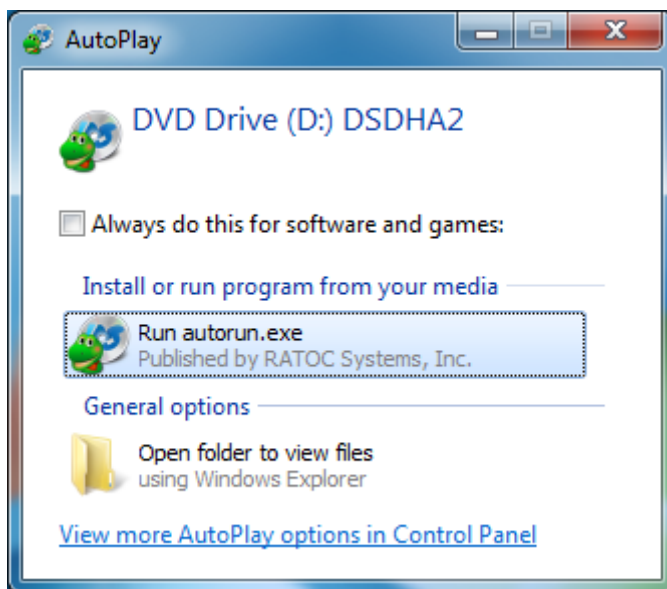 AutoPlay
DVD Drive (D:) DSDHA2
Always do this for software and games:
Install or run program from your media
Run autorun.exe
Published by RATOC Systems, Inc.
General options
Open folder to view files
using Windows Explorer
View more AutoPlay options in Control Panel